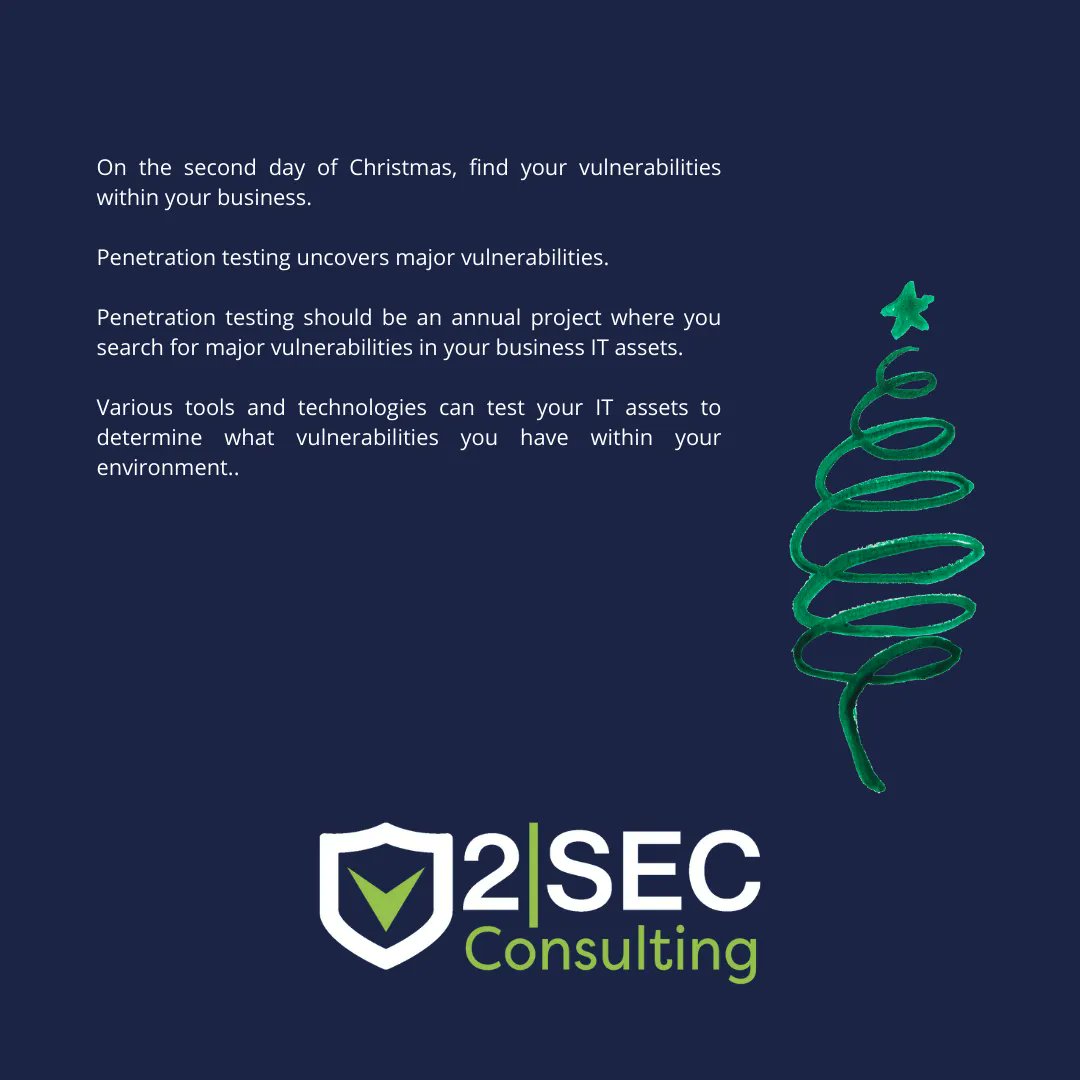 On the second day of Christmas, find your vulnerabilities
within your business.
Penetration testing uncovers major vulnerabilities.
Penetration testing should be an annual project where you
search for major vulnerabilities in your business IT assets.
Various tools and technologies can test your IT assets to
determine what vulnerabilities you have within your
environment..
2|SEC
Consulting